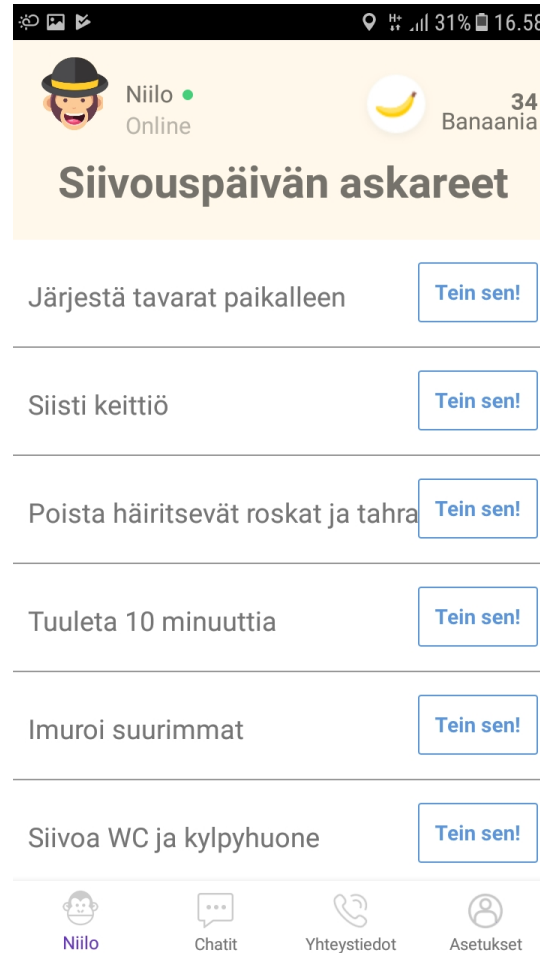 H+ 31% 16.58
Niilo
Online
34
Banaania
Siivouspäivän askareet
Järjestä tavarat paikalleen
Tein sen!
Siisti keittiö
Tein sen!
Poista häiritsevät roskat ja tahra
Tein sen!
Tuuleta 10 minuuttia
Tein sen!
Imuroi suurimmat
Tein sen!
Siivoa WC ja kylpyhuone
Tein sen!
Niilo
Chatit
Yhteystiedot
Asetukset